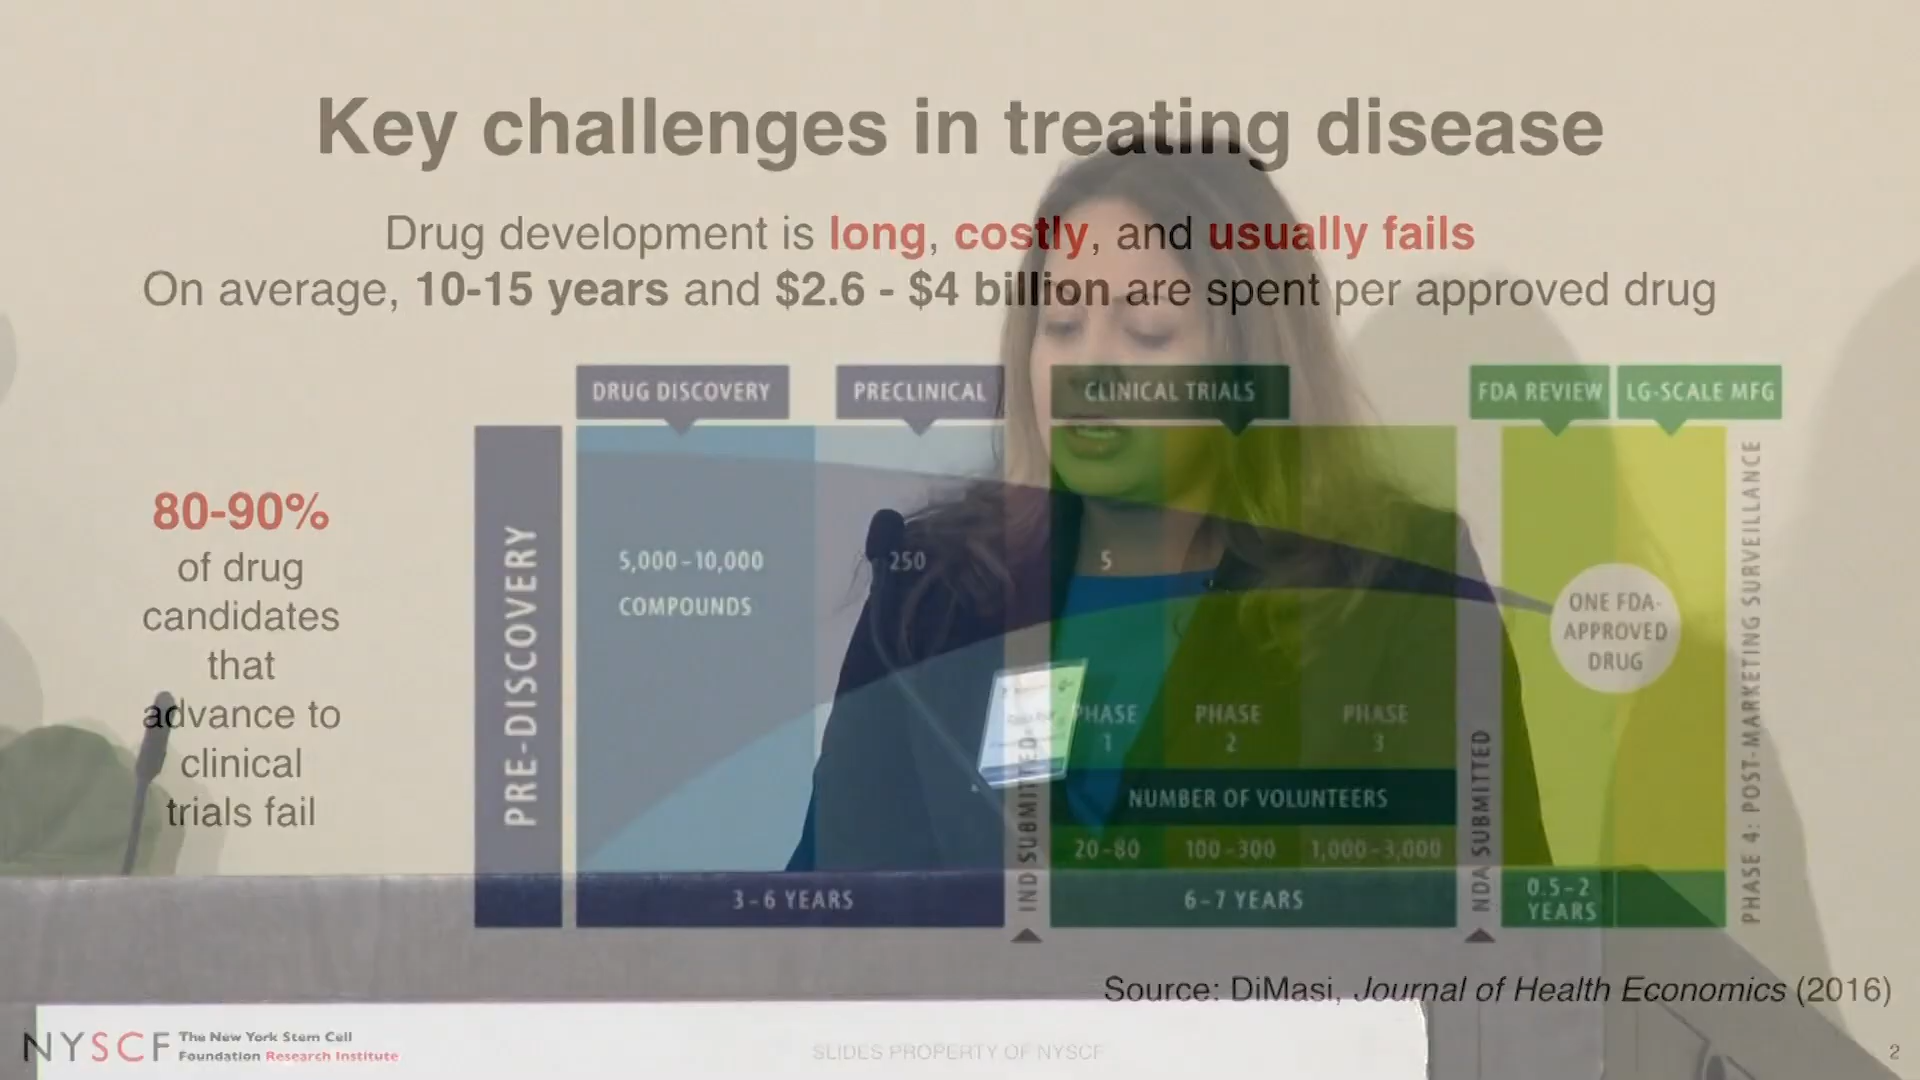 Key challenges in treating disease
Drug development is long, costly, and usually fails
On average, 10-15 years and $2.6 - $4 billion are spent per approved drug
80-90%
of drug
candidates
that
advance to
clinical
trials fail
PRE-DISCOVERY
DRUG DISCOVERY
PRECLINICAL
CLINICAL TRIALS
FDA REVIEW
LG-SCALE MFG
5,000-10,000
COMPOUNDS
250
5
ONE FDA-
APPROVED
DRUG
PHASE
1
PHASE
2
PHASE
3
NUMBER OF VOLUNTEERS
20-80
100-300
1,000-3,000
3-6 YEARS
IND SUBMITTED
6-7 YEARS
NDA SUBMITTED
0.5-2
YEARS
PHASE 4: POST-MARKETING SURVEILLANCE
Source: DiMasi, Journal of Health Economics (2016)
NYSCF
The New York Stem Cell
Foundation Research Institute
SLIDES PROPERTY OF NYSCF
2